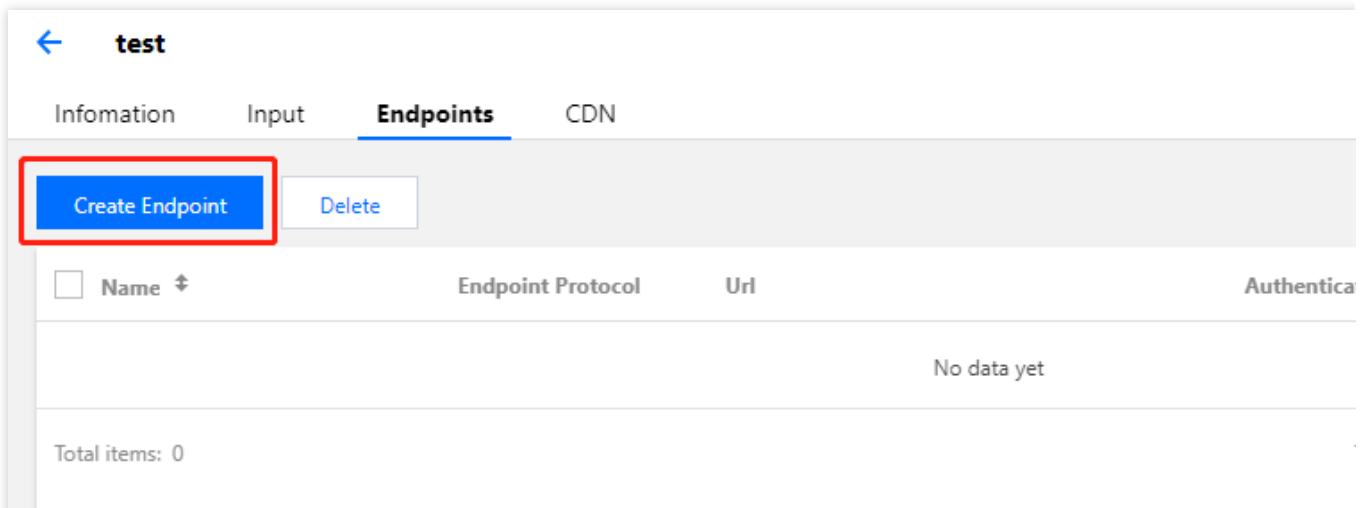 test
Infomation Input Endpoints CDN
Create Endpoint Delete
Name Endpoint Protocol Url
No data yet
Total items: 0